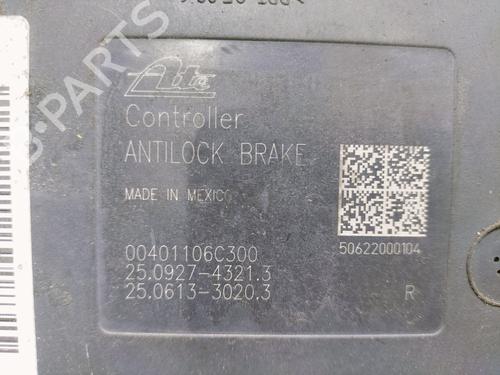 Ate
Controller
ANTILOCK BRAKE
MADE IN MEXICO
00401106C300
25.0927-4321.3
25.0613-3020.3
50622000104
R
B-PARTS